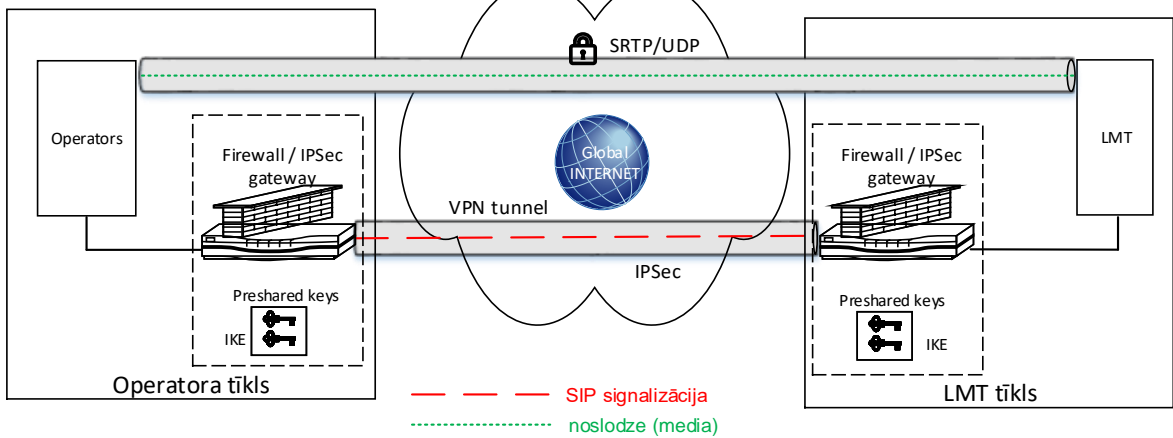 SRTP/UDP
Operators
LMT
Firewall / IPSec
gateway
Global
INTERNET
Firewall / IPSec
gateway
VPN tunnel
IPSec
Preshared keys
IKE
Preshared keys
IKE
Operatora tīkls
LMT tīkls
SIP signalizācija
noslodze (media)